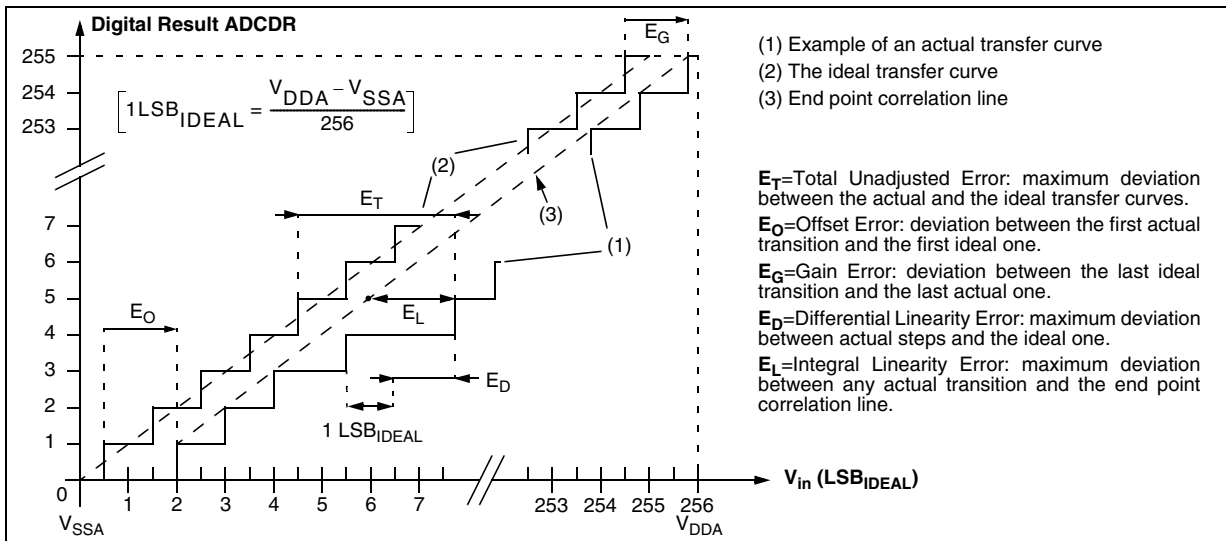 Digital Result ADCDR
E_G
255
254
253
[1LSB_IDEAL = (V_DDA – V_SSA) / 256]
(2)
(3)
(1)
E_T
7
6
5
4
3
2
1
0
(1)
E_O
E_L
E_D
1 LSB_IDEAL
1 2 3 4 5 6 7 253 254 255 256
V_in (LSB_IDEAL)
V_SSA
V_DDA
(1) Example of an actual transfer curve
(2) The ideal transfer curve
(3) End point correlation line
E_T=Total Unadjusted Error: maximum deviation
between the actual and the ideal transfer curves.
E_O=Offset Error: deviation between the first actual
transition and the first ideal one.
E_G=Gain Error: deviation between the last ideal
transition and the last actual one.
E_D=Differential Linearity Error: maximum deviation
between actual steps and the ideal one.
E_L=Integral Linearity Error: maximum deviation
between any actual transition and the end point
correlation line.